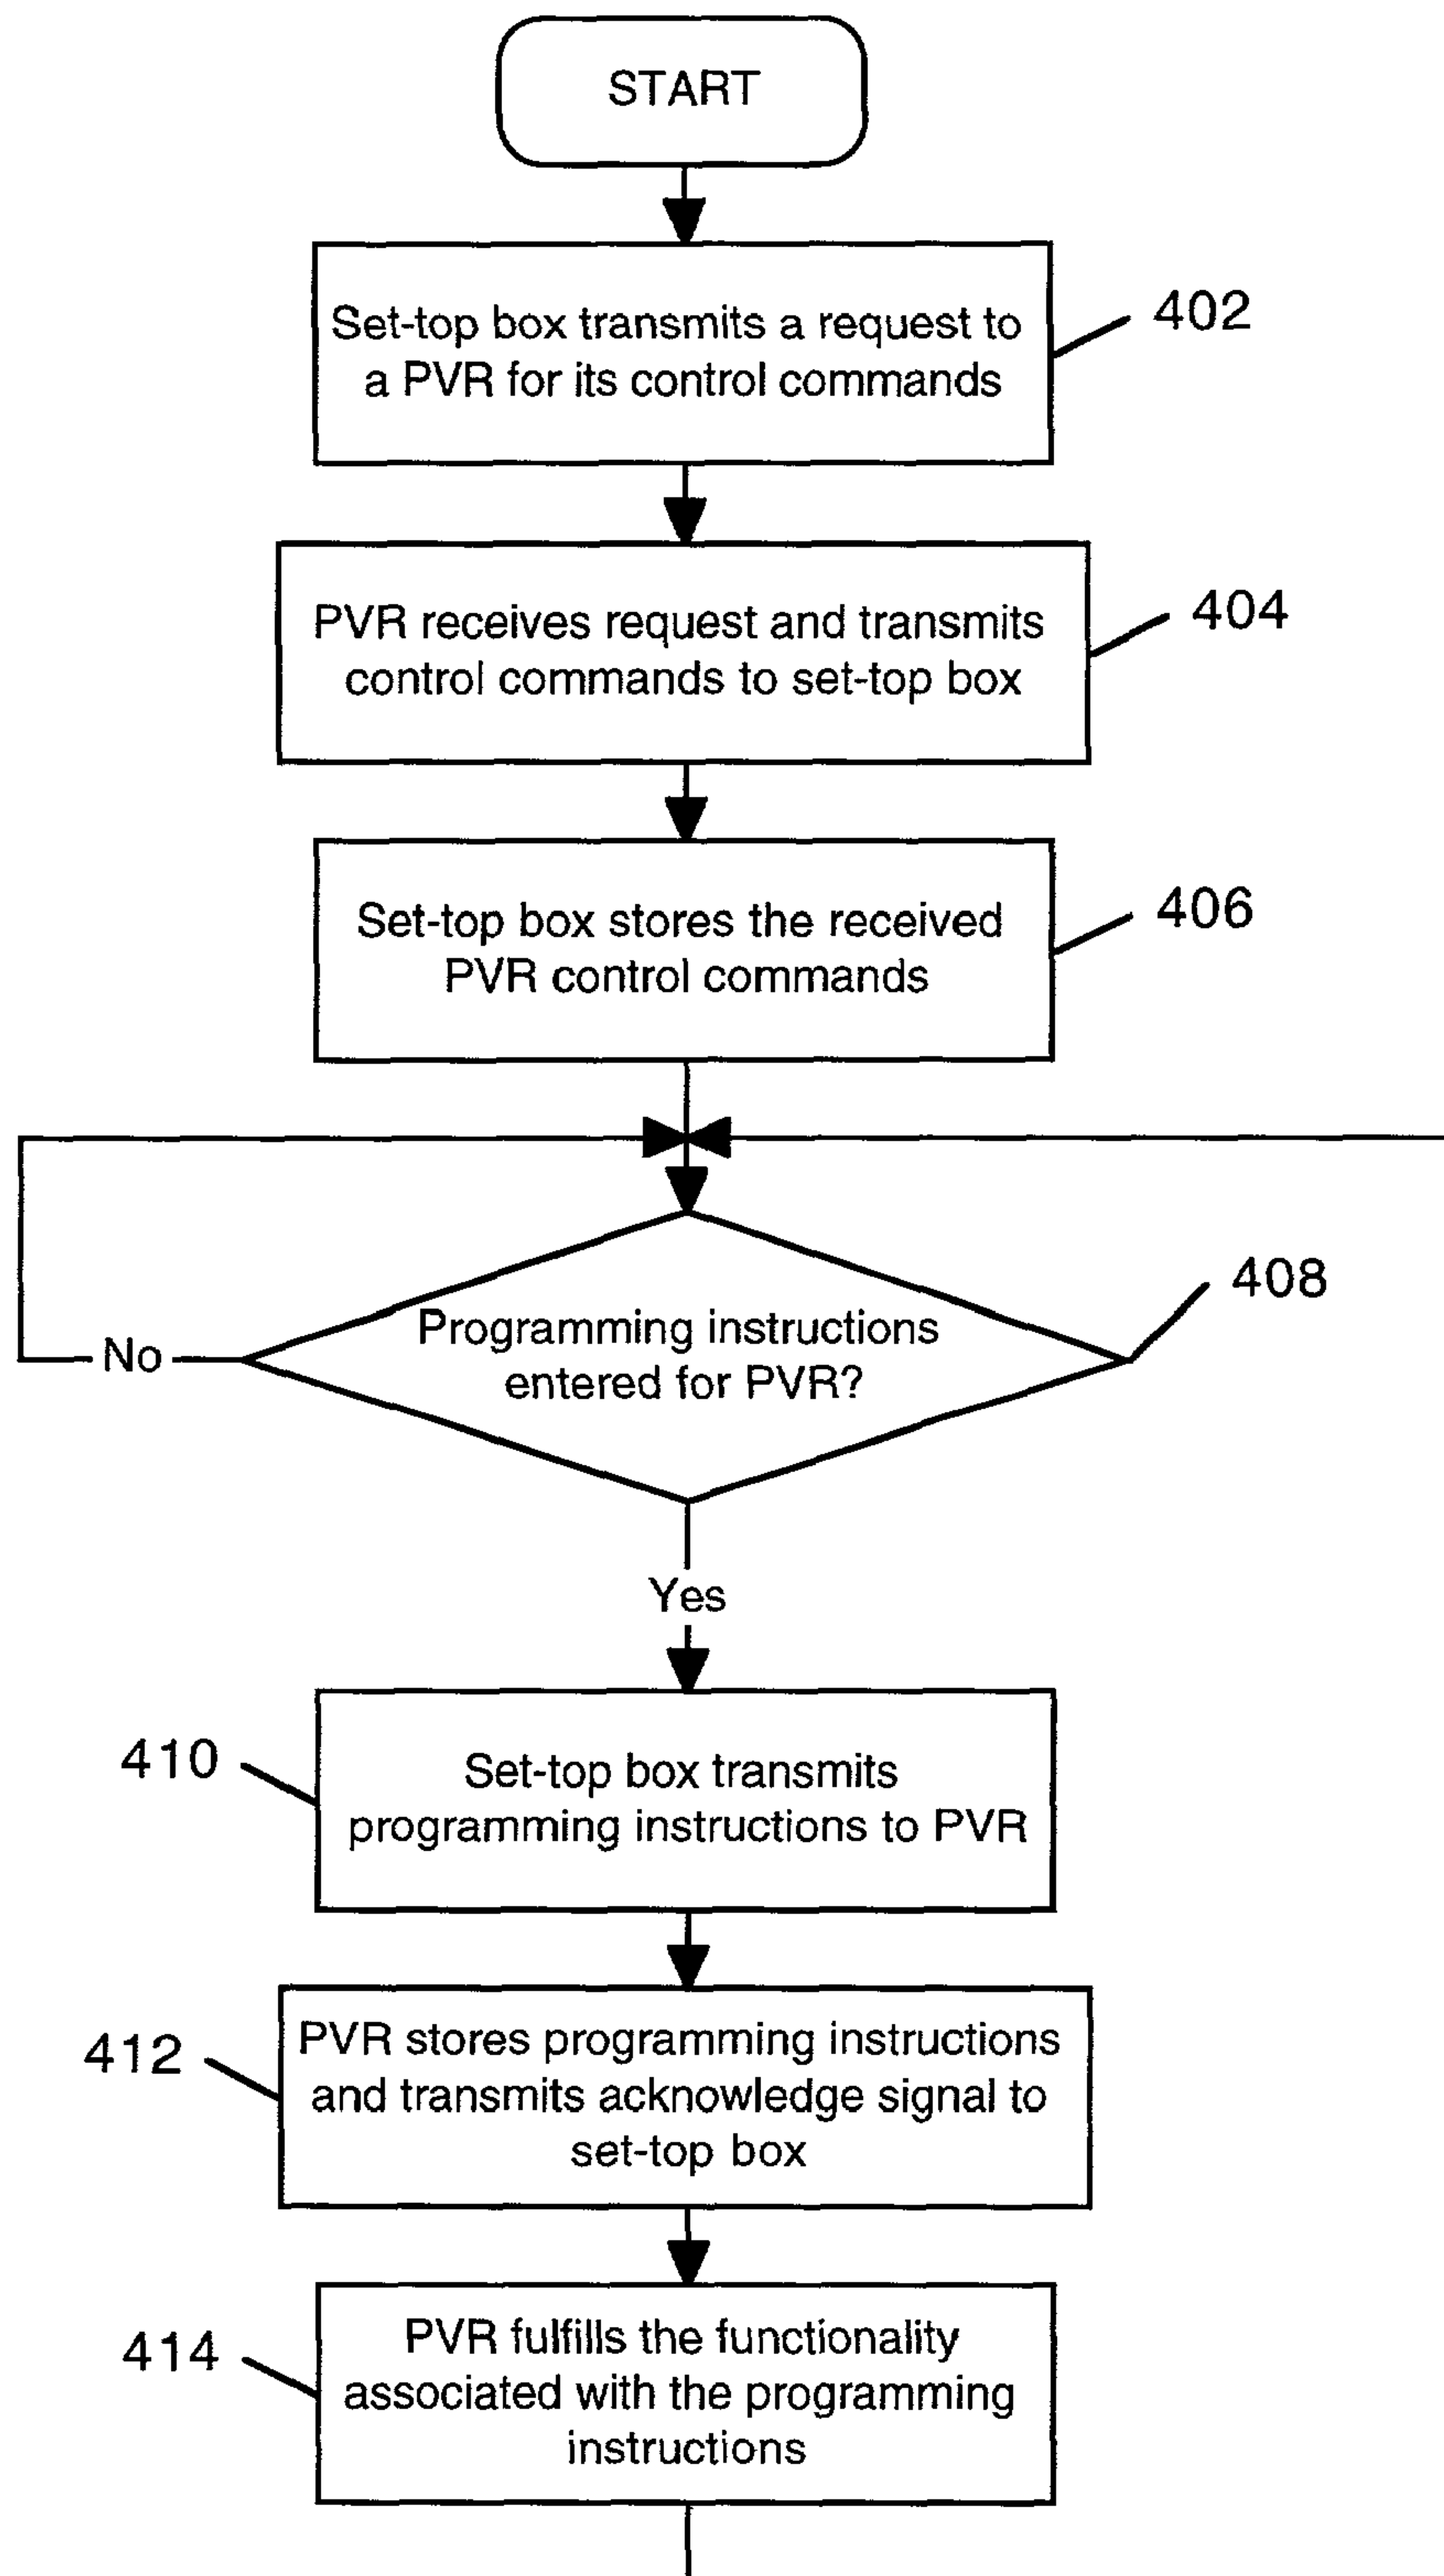 START
Set-top box transmits a request to
a PVR for its control commands
402
PVR receives request and transmits
control commands to set-top box
404
Set-top box stores the received
PVR control commands
406
Programming instructions
entered for PVR?
408
No
Yes
410
Set-top box transmits
programming instructions to PVR
412
PVR stores programming instructions
and transmits acknowledge signal to
set-top box
414
PVR fulfills the functionality
associated with the programming
instructions